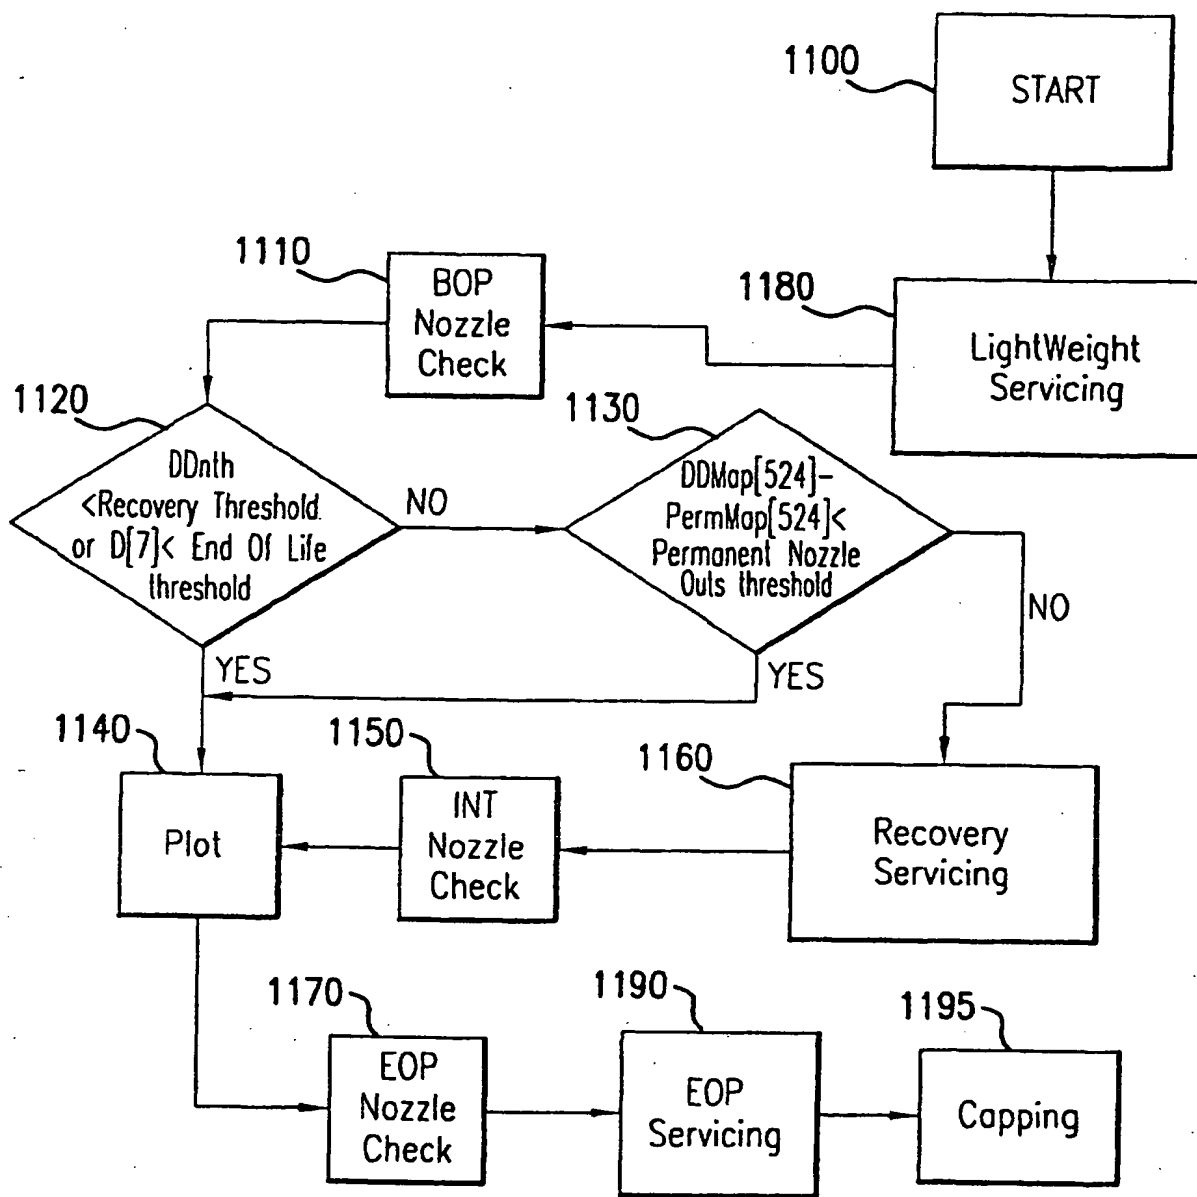 1100
START
1110
BOP
Nozzle
Check
1180
LightWeight
Servicing
1120
DDnth
<Recovery Threshold.
or D[7]< End Of Life
threshold
NO
YES
1130
DDMap[524]-
PermMap[524]<
Permanent Nozzle
Outs threshold
NO
YES
1140
Plot
1150
INT
Nozzle
Check
1160
Recovery
Servicing
1170
EOP
Nozzle
Check
1190
EOP
Servicing
1195
Capping